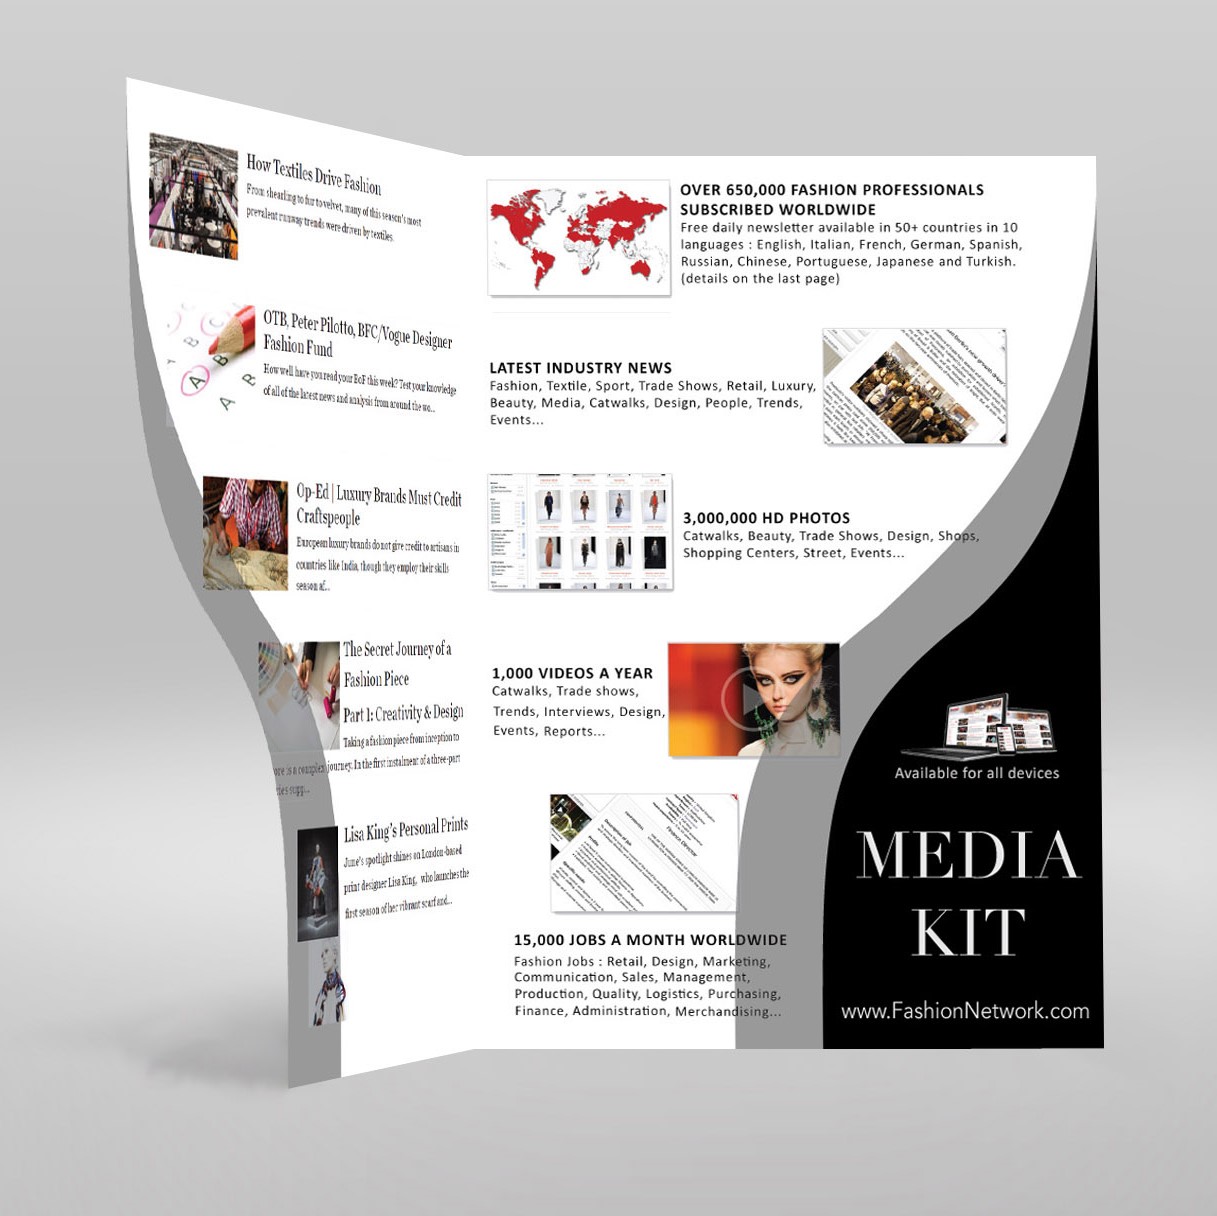 How Textiles Drive Fashion
From shearling to fur to velvet, many of this season's most
prevalent runway trends were driven by textiles.
OTB, Peter Pilotto, BFC/Vogue Designer
Fashion Fund
How well have you read your BoF this week? Test your knowledge
of all of the latest news and analysis from around the wo...
A
B
B
A
B
Op-Ed | Luxury Brands Must Credit
Craftspeople
European luxury brands do not give credit to artisans in
countries like India, though they employ their skills
season af...
The Secret Journey of a
Fashion Piece
Part 1: Creativity & Design
Taking a fashion piece from inception to
ore is a complex journey. In the first instalment of a three-part
ries supp...
Lisa King's Personal Prints
June's spotlight shines on London-based
print designer Lisa King, who launches the
first season of her vibrant scarf and...
OVER 650,000 FASHION PROFESSIONALS
SUBSCRIBED WORLDWIDE
Free daily newsletter available in 50+ countries in 10
languages : English, Italian, French, German, Spanish,
Russian, Chinese, Portuguese, Japanese and Turkish.
(details on the last page)
LATEST INDUSTRY NEWS
Fashion, Textile, Sport, Trade Shows, Retail, Luxury,
Beauty, Media, Catwalks, Design, People, Trends,
Events...
3,000,000 HD PHOTOS
Catwalks, Beauty, Trade Shows, Design, Shops,
Shopping Centers, Street, Events...
1,000 VIDEOS A YEAR
Catwalks, Trade shows,
Trends, Interviews, Design,
Events, Reports...
Finance Director
Description of job
Profile
15,000 JOBS A MONTH WORLDWIDE
Fashion Jobs : Retail, Design, Marketing,
Communication, Sales, Management,
Production, Quality, Logistics, Purchasing,
Finance, Administration, Merchandising...
Available for all devices
MEDIA
KIT
www.FashionNetwork.com